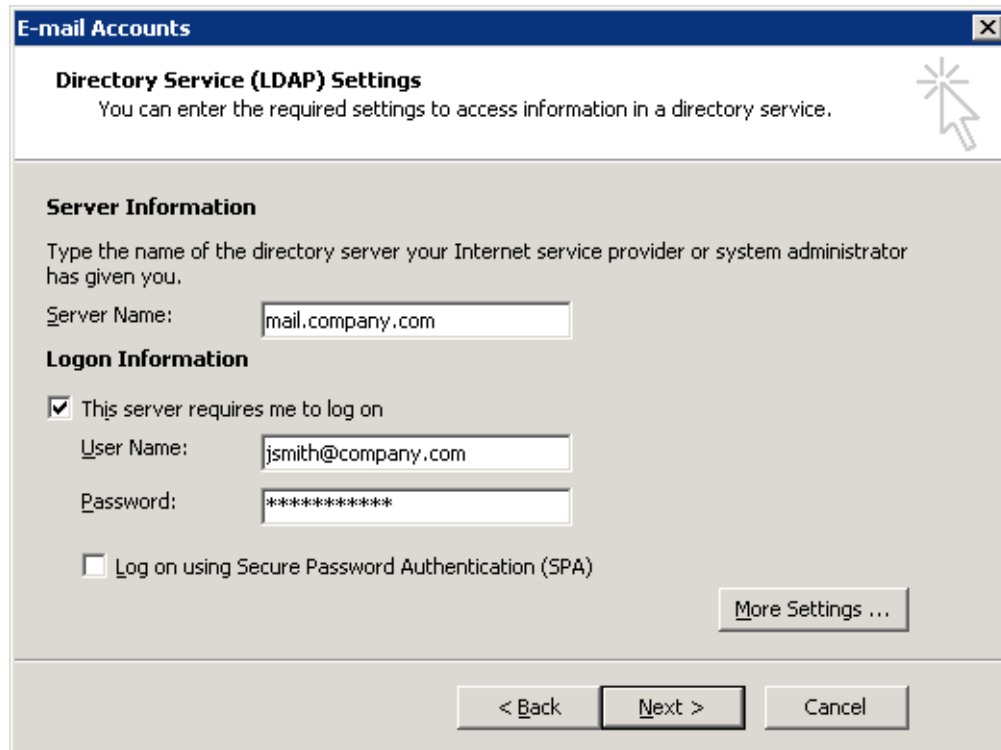 E-mail Accounts
Directory Service (LDAP) Settings
You can enter the required settings to access information in a directory service.
Server Information
Type the name of the directory server your Internet service provider or system administrator
has given you.
Server Name: mail.company.com
Logon Information
This server requires me to log on
User Name: jsmith@company.com
Password: ***********
Log on using Secure Password Authentication (SPA)
More Settings ...
< Back Next > Cancel